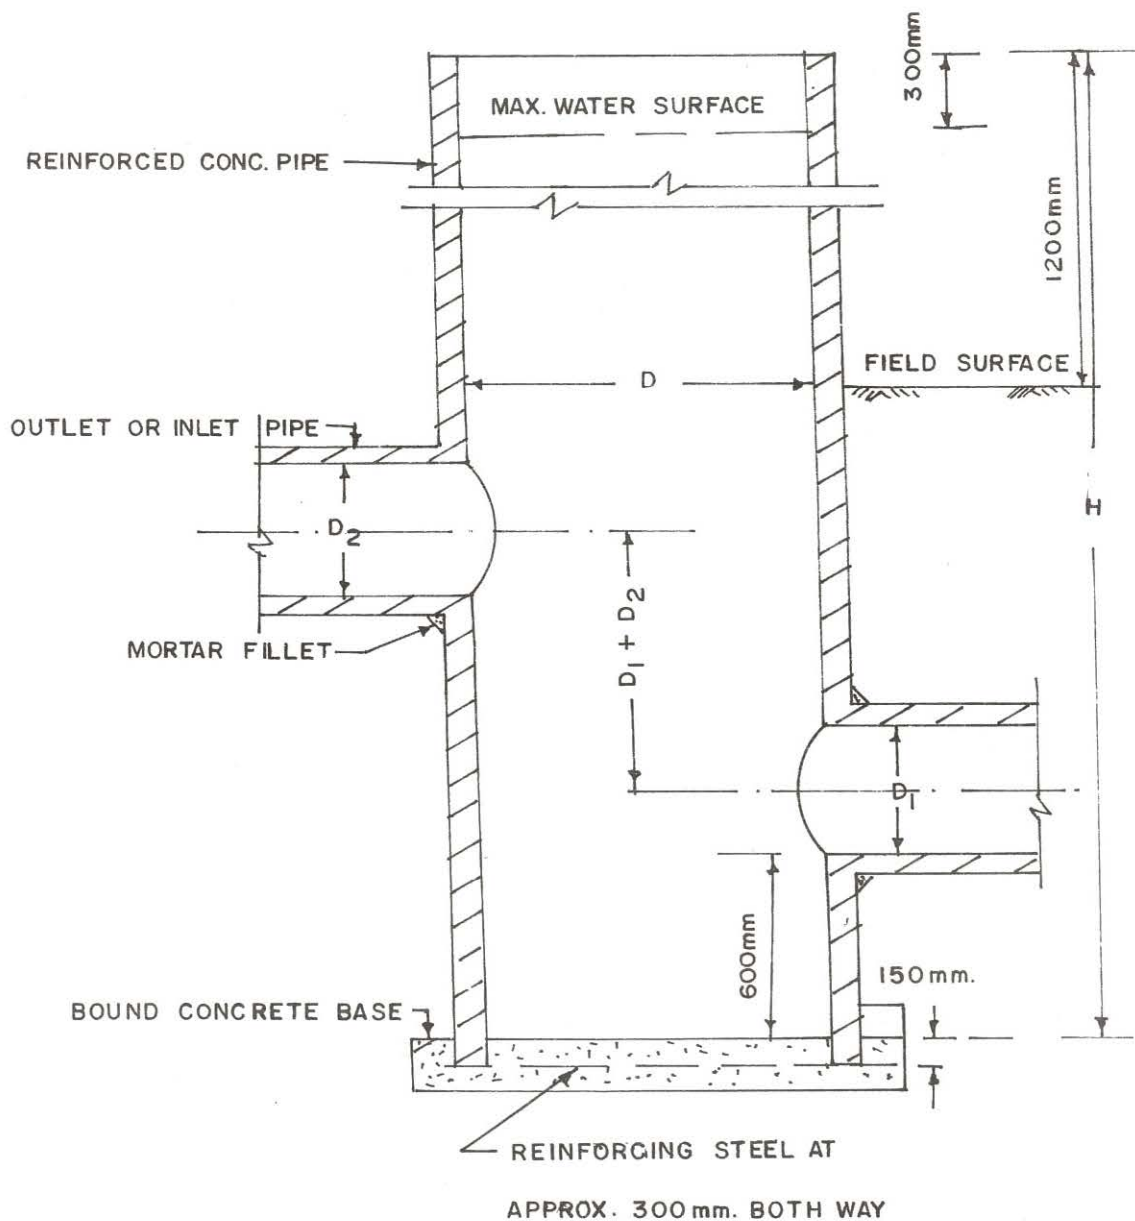 300mm
MAX. WATER SURFACE
REINFORCED CONC. PIPE
1200mm
FIELD SURFACE
D
OUTLET OR INLET PIPE
H
D2
D1 + D2
MORTAR FILLET
D1
600mm
150mm.
BOUND CONCRETE BASE
REINFORGING STEEL AT
APPROX. 300mm. BOTH WAY